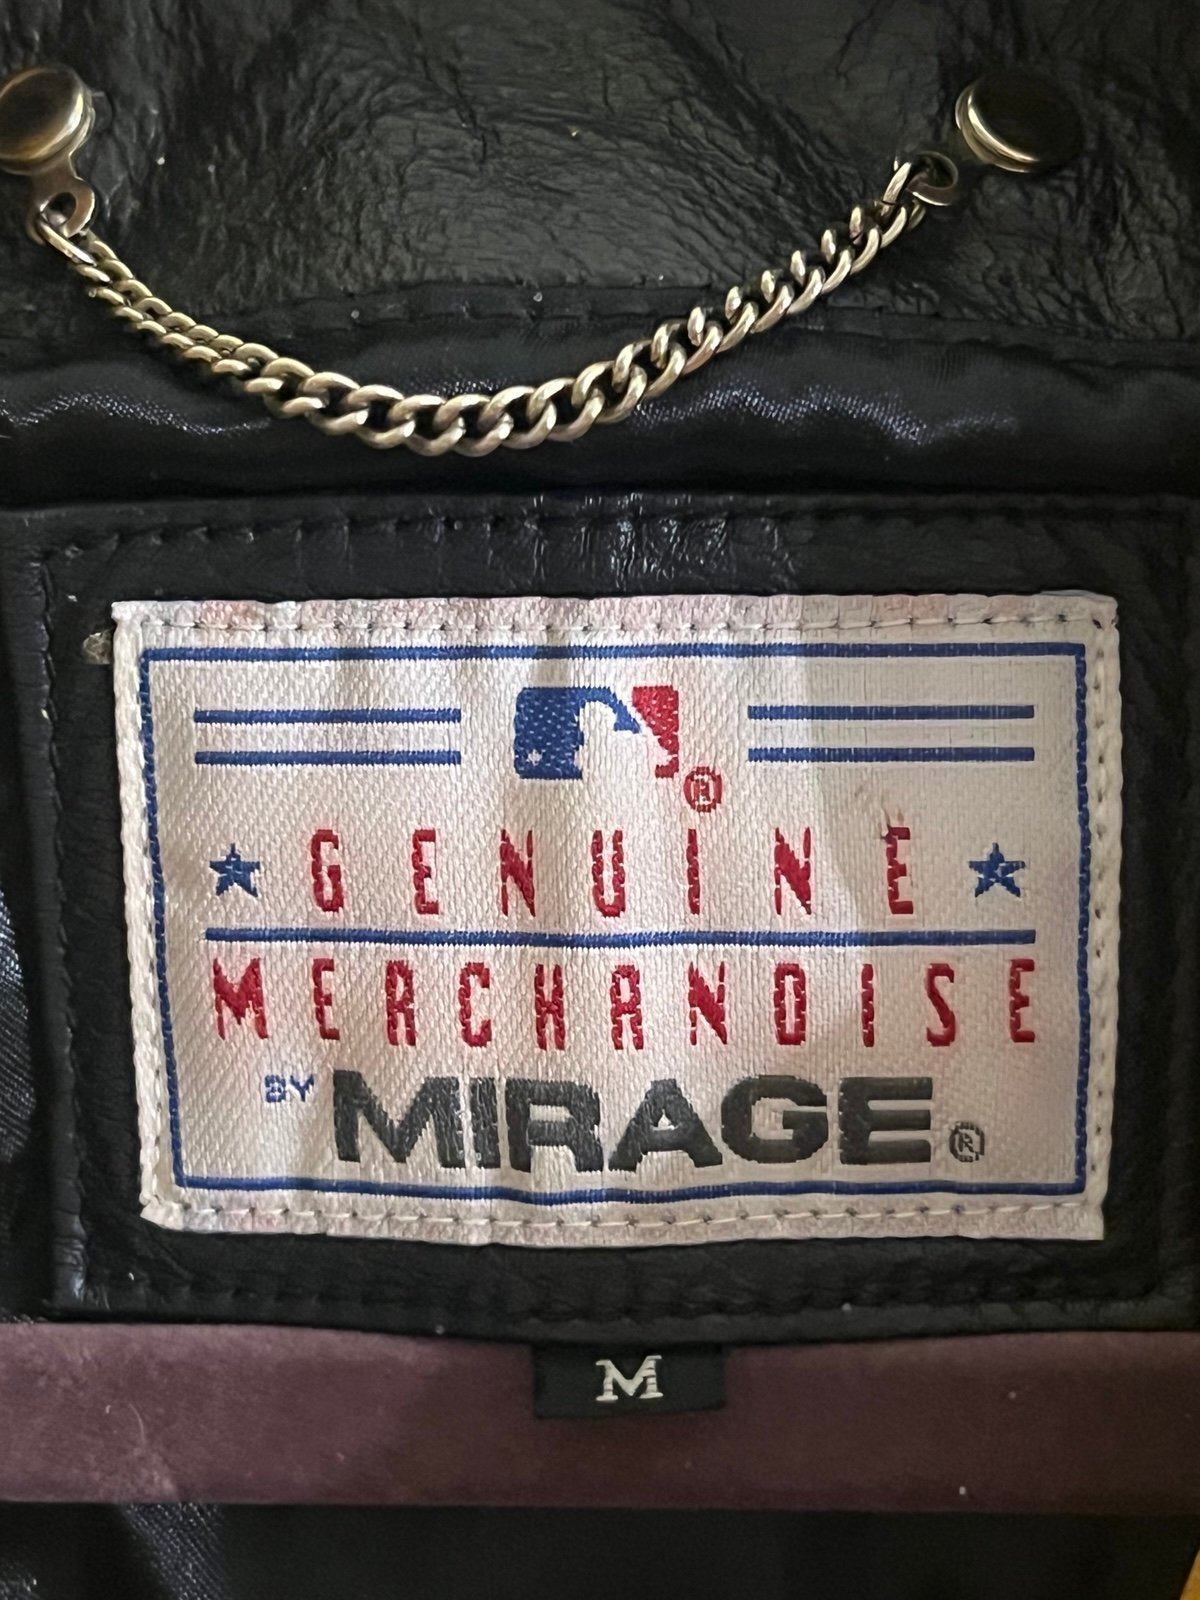 ®
GENUINE
MERCHANDISE
BY MIRAGE®
M